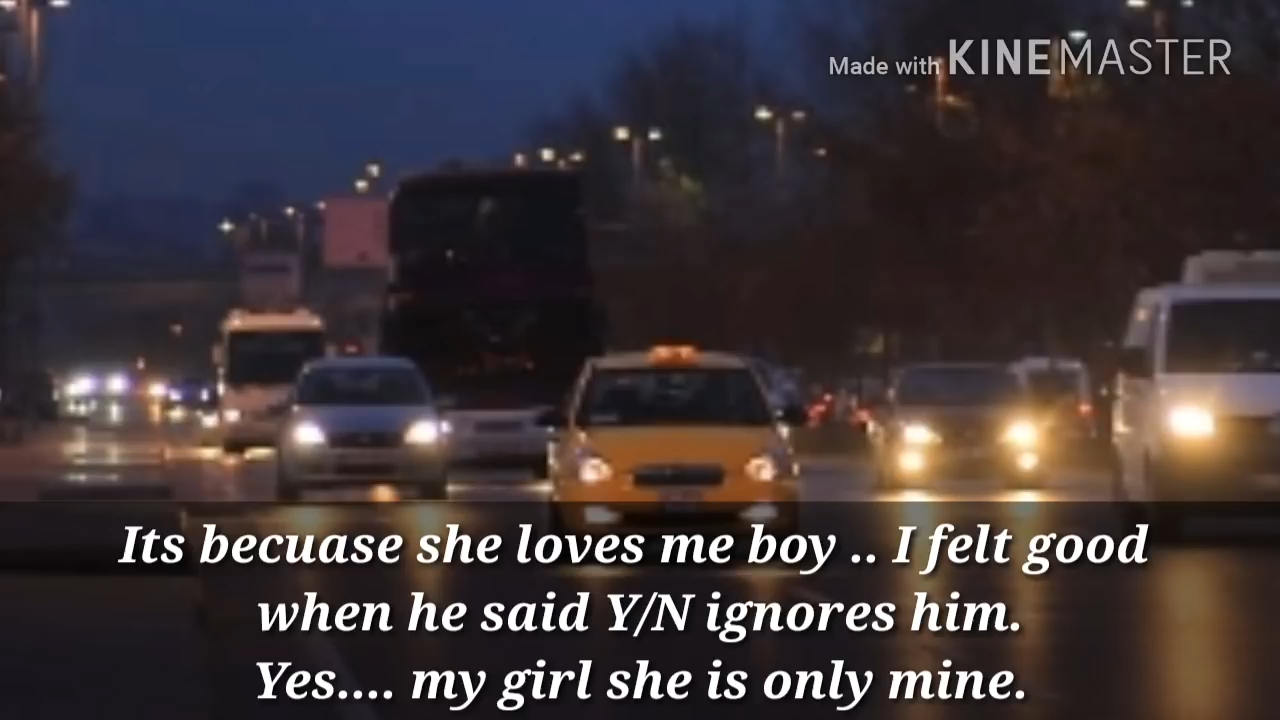 Made with KINEMASTER
Its becuase she loves me boy .. I felt good
when he said Y/N ignores him.
Yes.... my girl she is only mine.